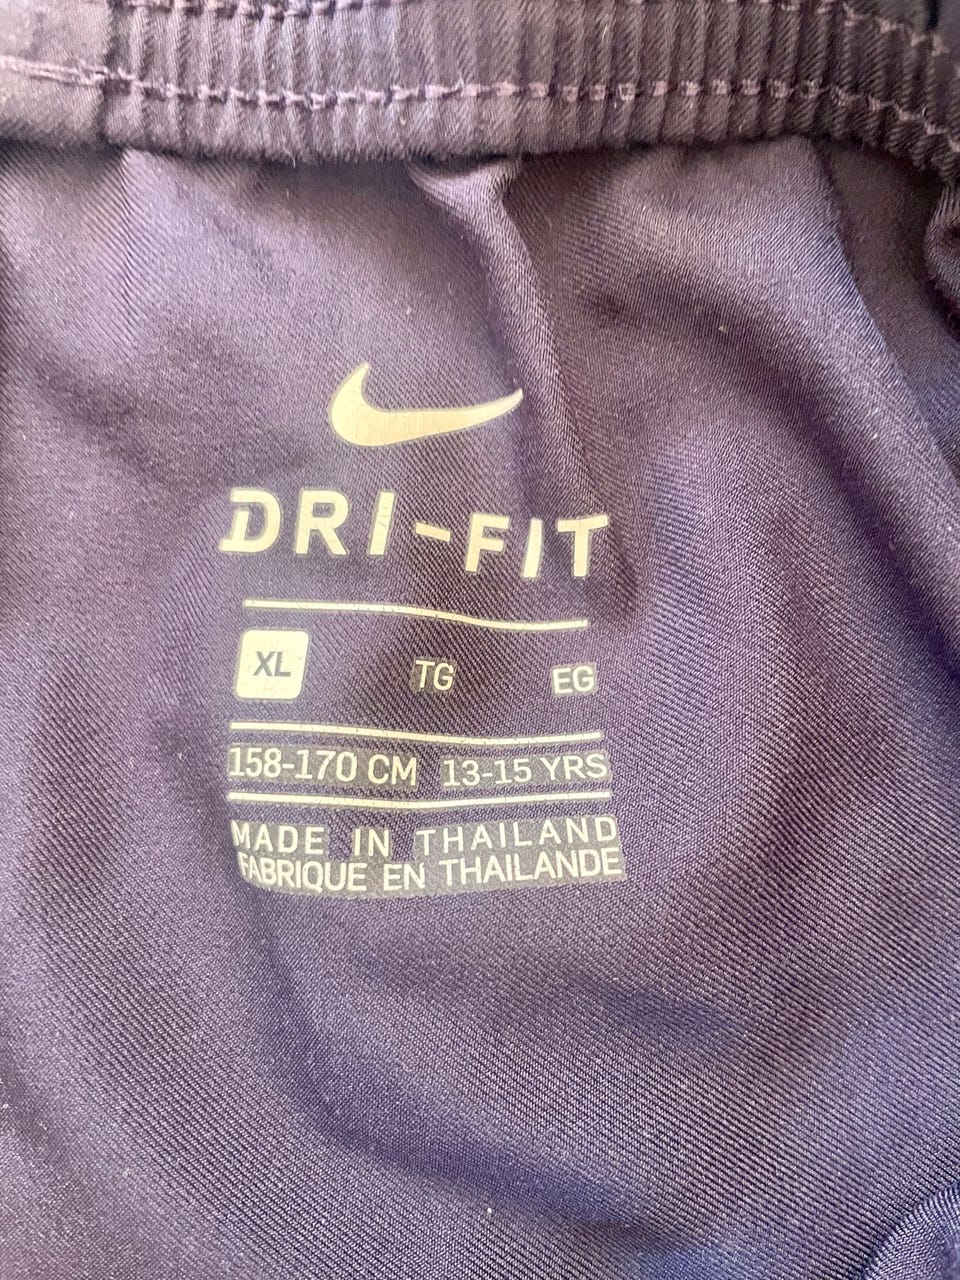 DRI-FIT
XL TG EG
158-170 CM 13-15 YRS
MADE IN THAILAND
FABRIQUE EN THAILANDE